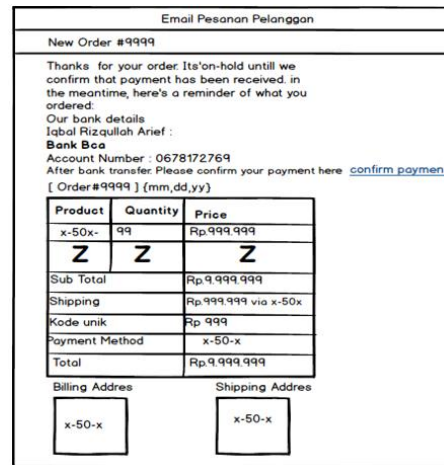 Email Pesanan Pelanggan
New Order #9999
Thanks for your order. Its'on-hold untill we
confirm that payment has been received. in
the meantime, here's a reminder of what you
ordered:
Our bank details
Iqbal Rizqullah Arief :
Bank Bca
Account Number : 0678172769
After bank transfer. Please confirm your payment here confirm paymen
[ Order#9999 ] {mm,dd,yy}
Product Quantity Price
x-50x- 99 Rp.999.999
Z Z Z
Sub Total Rp.9.999.999
Shipping Rp.999.999 via x-50x
Kode unik Rp 999
Payment Method x-50-x
Total Rp.9.999.999
Billing Addres Shipping Addres
x-50-x x-50-x